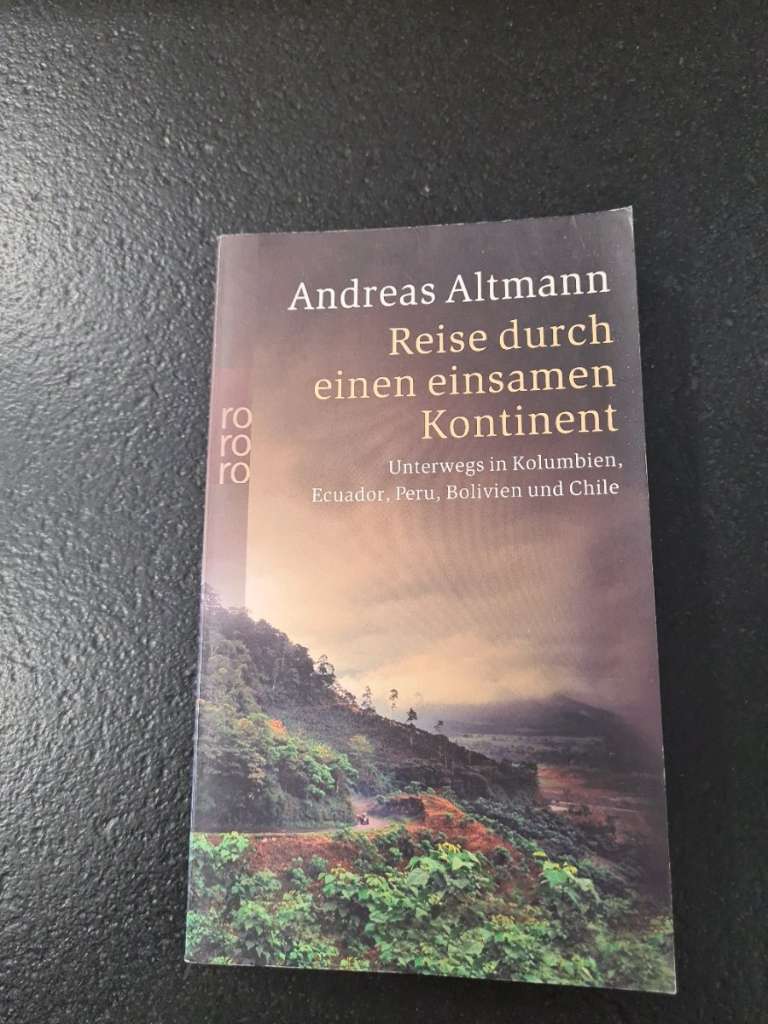 Andreas Altmann
Reise durch
einen einsamen
Kontinent
Unterwegs in Kolumbien,
Ecuador, Peru, Bolivien und Chile
ro
ro
ro